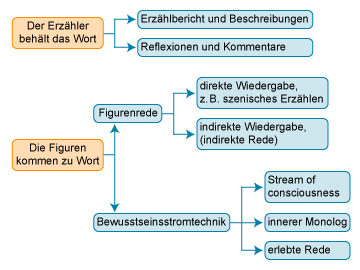 Der Erzähler
behält das Wort
Erzählbericht und Beschreibungen
Reflexionen und Kommentare
Die Figuren
kommen zu Wort
Figurenrede
direkte Wiedergabe,
z. B. szenisches Erzählen
indirekte Wiedergabe,
(indirekte Rede)
Bewusstseinsstromtechnik
Stream of
consciousness
innerer Monolog
erlebte Rede